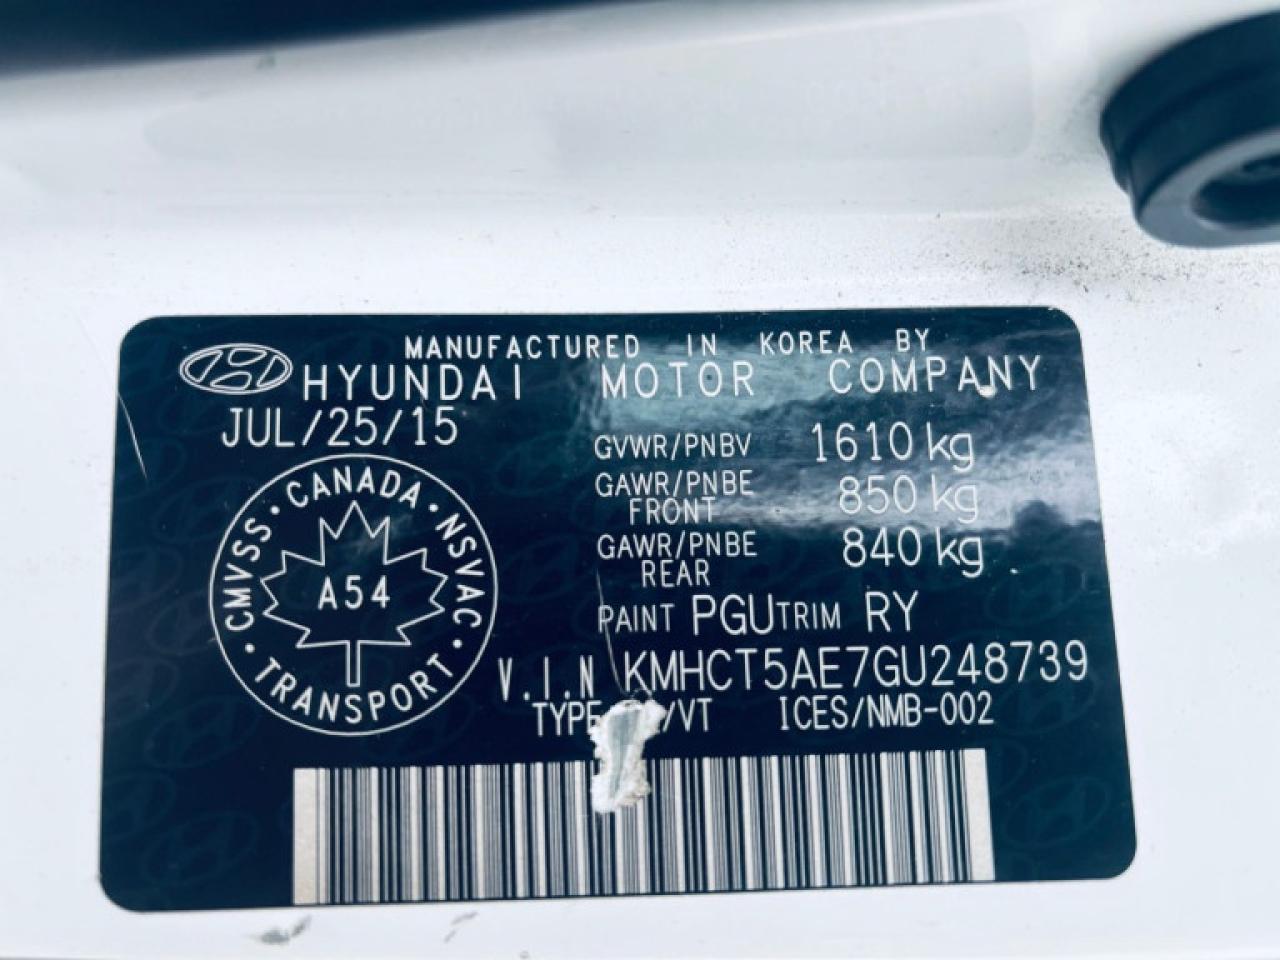 MANUFACTURED IN KOREA BY
HYUNDAI MOTOR COMPANY
JUL/25/15
GVWR/PNBV 1610 kg
GAWR/PNBE FRONT 850 kg
GAWR/PNBE REAR 840 kg
CMVSS · CANADA · NSVAC · TRANSPORT ·
A54
PAINT PGU TRIM RY
V.I.N KMHCT5AE7GU248739
TYPE /VT ICES/NMB-002